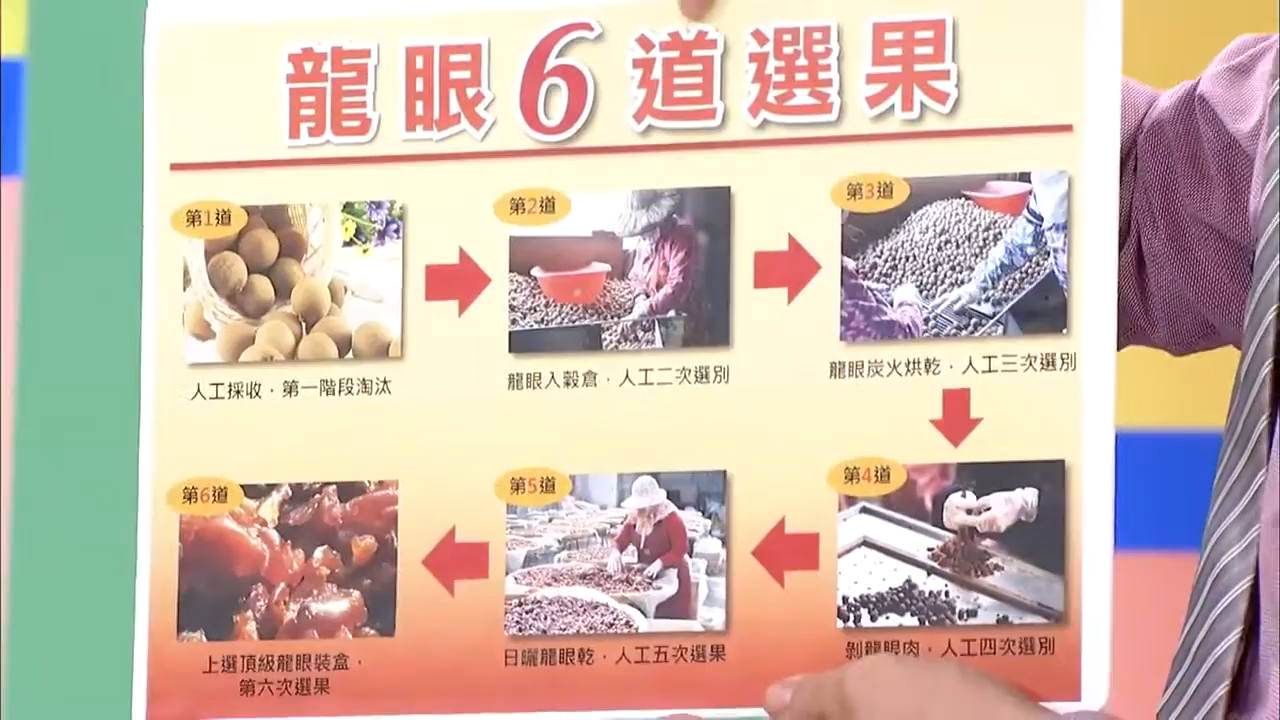 龍眼6道選果
第1道
人工採收．第一階段淘汰
第2道
龍眼入穀倉．人工二次選別
第3道
龍眼炭火烘乾．人工三次選別
第4道
剝龍眼肉．人工四次選別
第5道
日曬龍眼乾．人工五次選果
第6道
上選頂級龍眼裝盒．
第六次選果